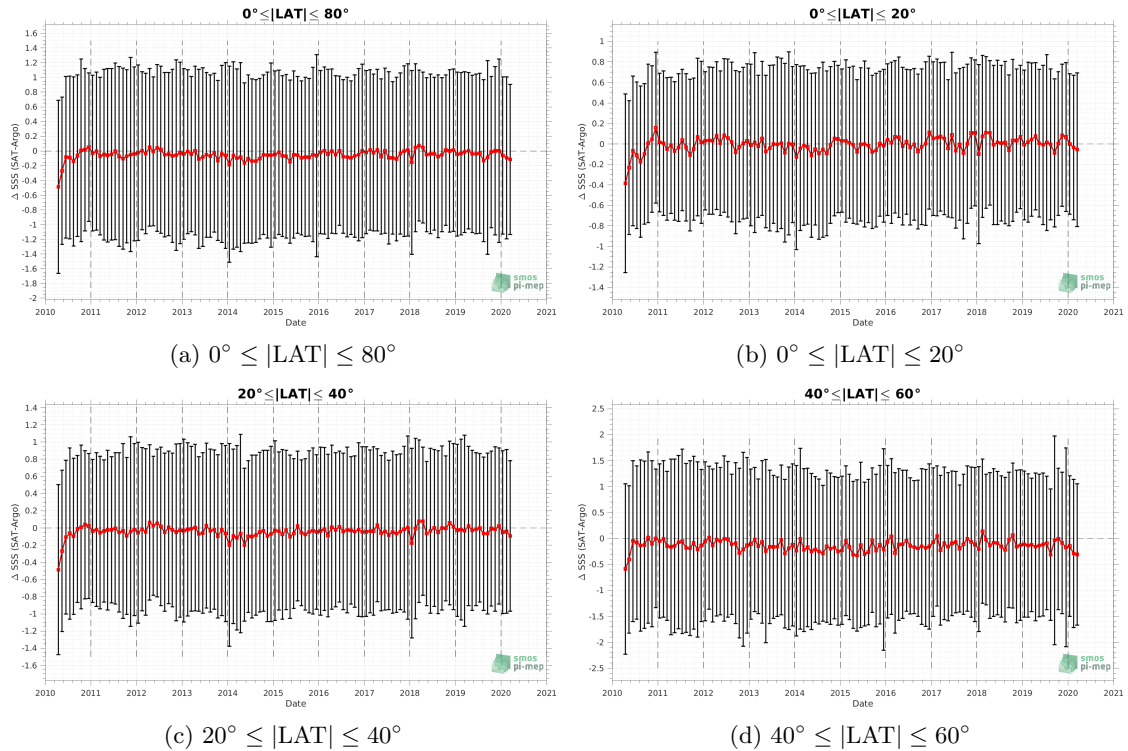 0°≤|LAT|≤ 80°
Δ SSS (SAT-Argo)
1.6
1.4
1.2
1
0.8
0.6
0.4
0.2
0
-0.2
-0.4
-0.6
-0.8
-1
-1.2
-1.4
-1.6
-1.8
-2
smos
pi-mep
2010 2011 2012 2013 2014 2015 2016 2017 2018 2019 2020 2021
Date
(a) 0° ≤ |LAT| ≤ 80°
0°≤|LAT|≤ 20°
Δ SSS (SAT-Argo)
1
0.8
0.6
0.4
0.2
0
-0.2
-0.4
-0.6
-0.8
-1
-1.2
-1.4
smos
pi-mep
2010 2011 2012 2013 2014 2015 2016 2017 2018 2019 2020 2021
Date
(b) 0° ≤ |LAT| ≤ 20°
20°≤|LAT|≤ 40°
Δ SSS (SAT-Argo)
1.4
1.2
1
0.8
0.6
0.4
0.2
0
-0.2
-0.4
-0.6
-0.8
-1
-1.2
-1.4
-1.6
smos
pi-mep
2010 2011 2012 2013 2014 2015 2016 2017 2018 2019 2020 2021
Date
(c) 20° ≤ |LAT| ≤ 40°
40°≤|LAT|≤ 60°
Δ SSS (SAT-Argo)
2.5
2
1.5
1
0.5
0
-0.5
-1
-1.5
-2
-2.5
smos
pi-mep
2010 2011 2012 2013 2014 2015 2016 2017 2018 2019 2020 2021
Date
(d) 40° ≤ |LAT| ≤ 60°